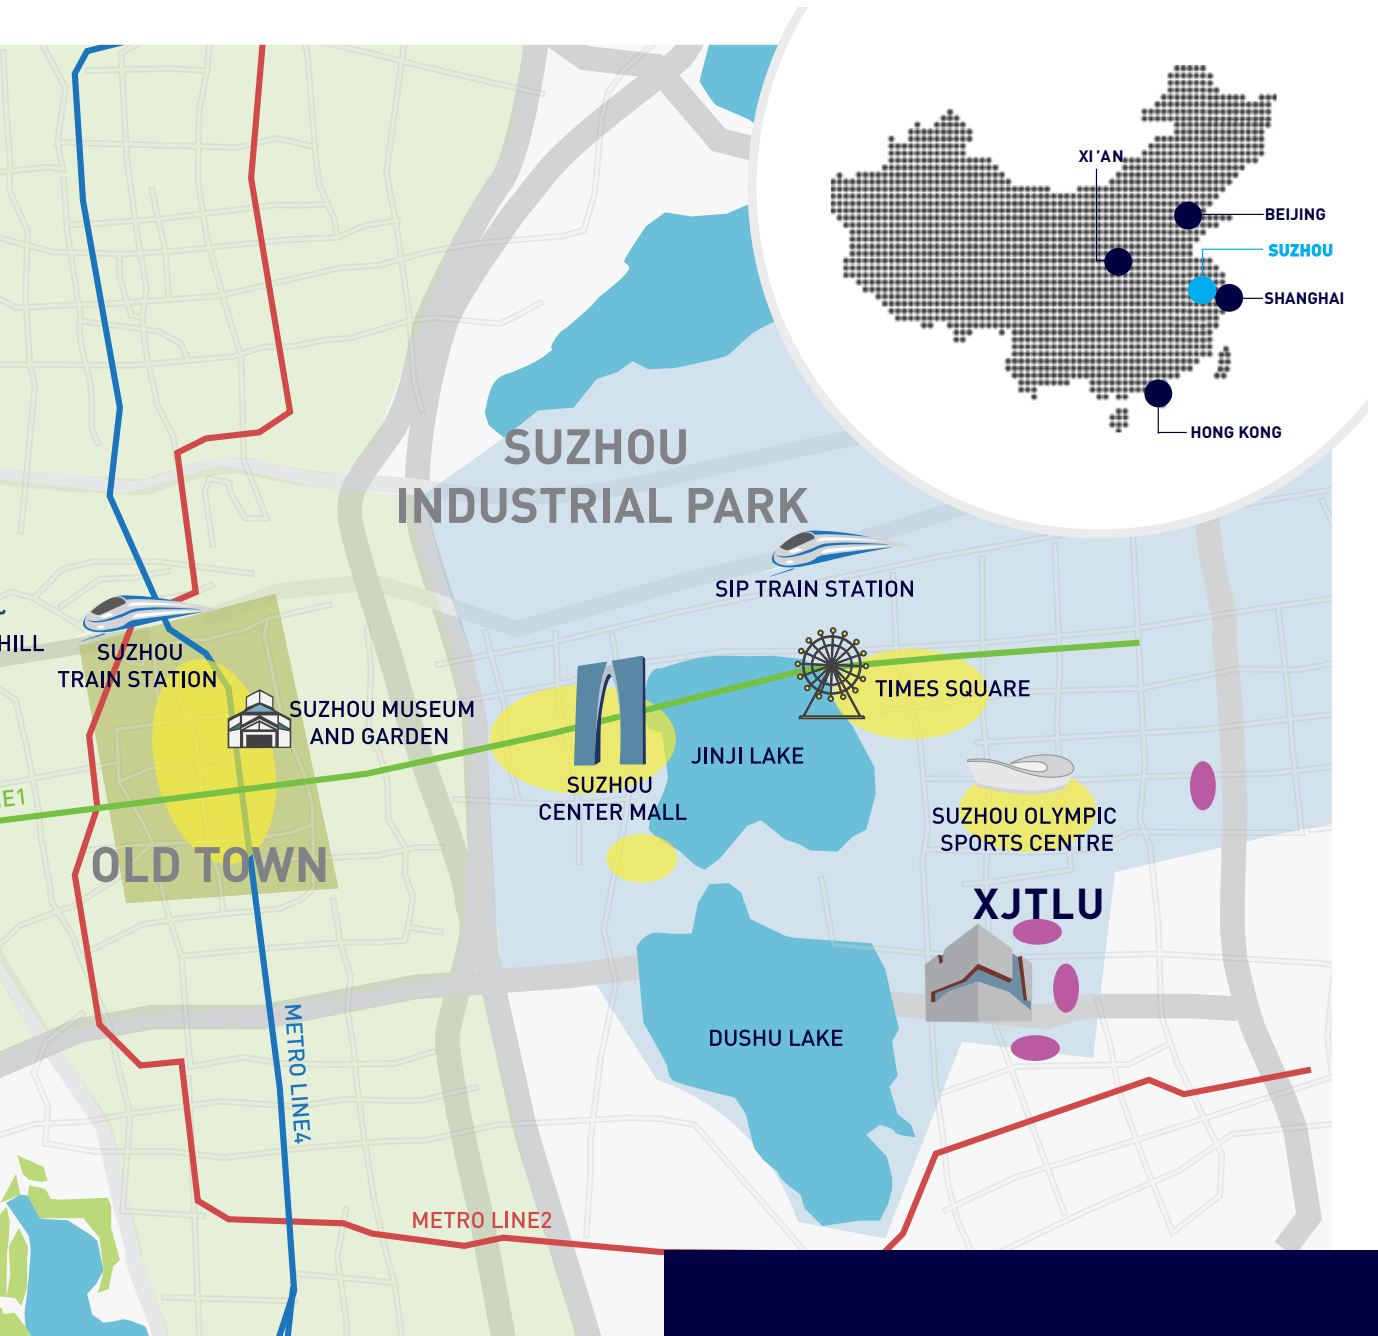 XI'AN
BEIJING
SUZHOU
SHANGHAI
HONG KONG
SUZHOU
INDUSTRIAL PARK
SIP TRAIN STATION
HILL
SUZHOU
TRAIN STATION
SUZHOU MUSEUM
AND GARDEN
TIMES SQUARE
JINJI LAKE
SUZHOU
CENTER MALL
E1
SUZHOU OLYMPIC
SPORTS CENTRE
OLD TOWN
XJTLU
DUSHU LAKE
METRO LINE4
METRO LINE2